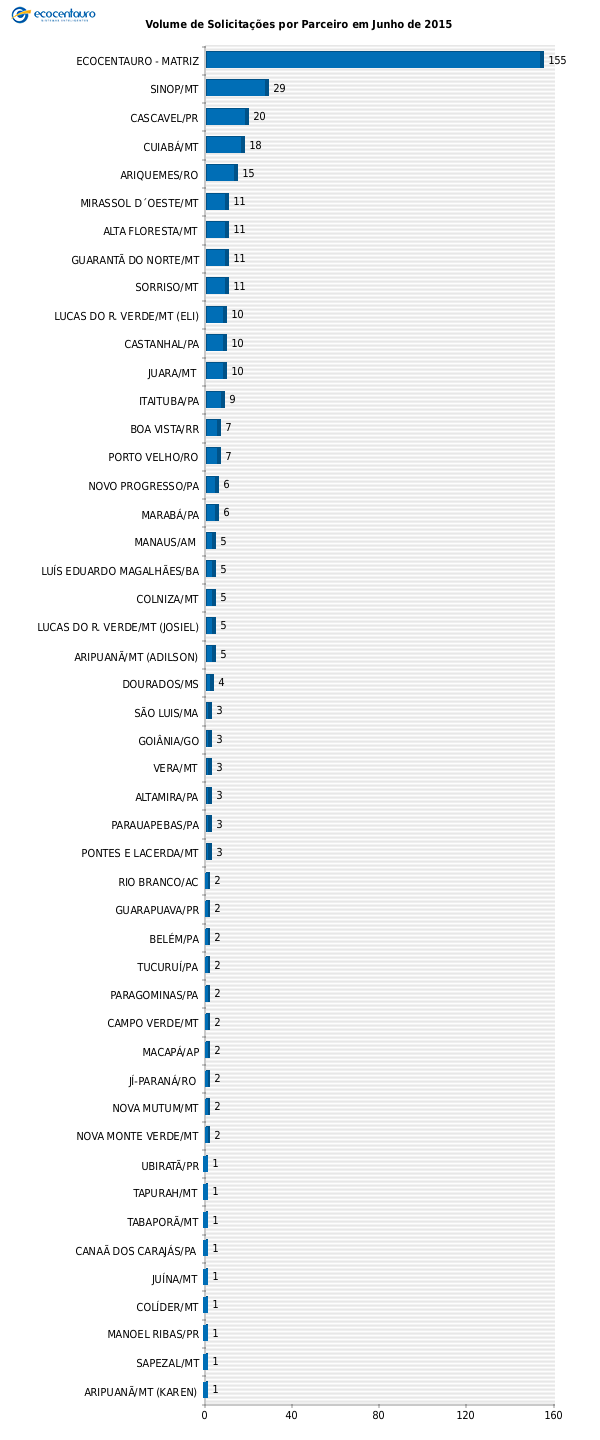 ecocentauro
Volume de Solicitações por Parceiro em Junho de 2015
ECOCENTAURO - MATRIZ 155
SINOP/MT 29
CASCAVEL/PR 20
CUIABÁ/MT 18
ARIQUEMES/RO 15
MIRASSOL D´OESTE/MT 11
ALTA FLORESTA/MT 11
GUARANTÃ DO NORTE/MT 11
SORRISO/MT 11
LUCAS DO R. VERDE/MT (ELI) 10
CASTANHAL/PA 10
JUARA/MT 10
ITAITUBA/PA 9
BOA VISTA/RR 7
PORTO VELHO/RO 7
NOVO PROGRESSO/PA 6
MARABÁ/PA 6
MANAUS/AM 5
LUÍS EDUARDO MAGALHÃES/BA 5
COLNIZA/MT 5
LUCAS DO R. VERDE/MT (JOSIEL) 5
ARIPUANÃ/MT (ADILSON) 5
DOURADOS/MS 4
SÃO LUIS/MA 3
GOIÂNIA/GO 3
VERA/MT 3
ALTAMIRA/PA 3
PARAUAPEBAS/PA 3
PONTES E LACERDA/MT 3
RIO BRANCO/AC 2
GUARAPUAVA/PR 2
BELÉM/PA 2
TUCURUÍ/PA 2
PARAGOMINAS/PA 2
CAMPO VERDE/MT 2
MACAPÁ/AP 2
JÍ-PARANÁ/RO 2
NOVA MUTUM/MT 2
NOVA MONTE VERDE/MT 2
UBIRATÃ/PR 1
TAPURAH/MT 1
TABAPORÃ/MT 1
CANAÃ DOS CARAJÁS/PA 1
JUÍNA/MT 1
COLÍDER/MT 1
MANOEL RIBAS/PR 1
SAPEZAL/MT 1
ARIPUANÃ/MT (KAREN) 1
0 40 80 120 160